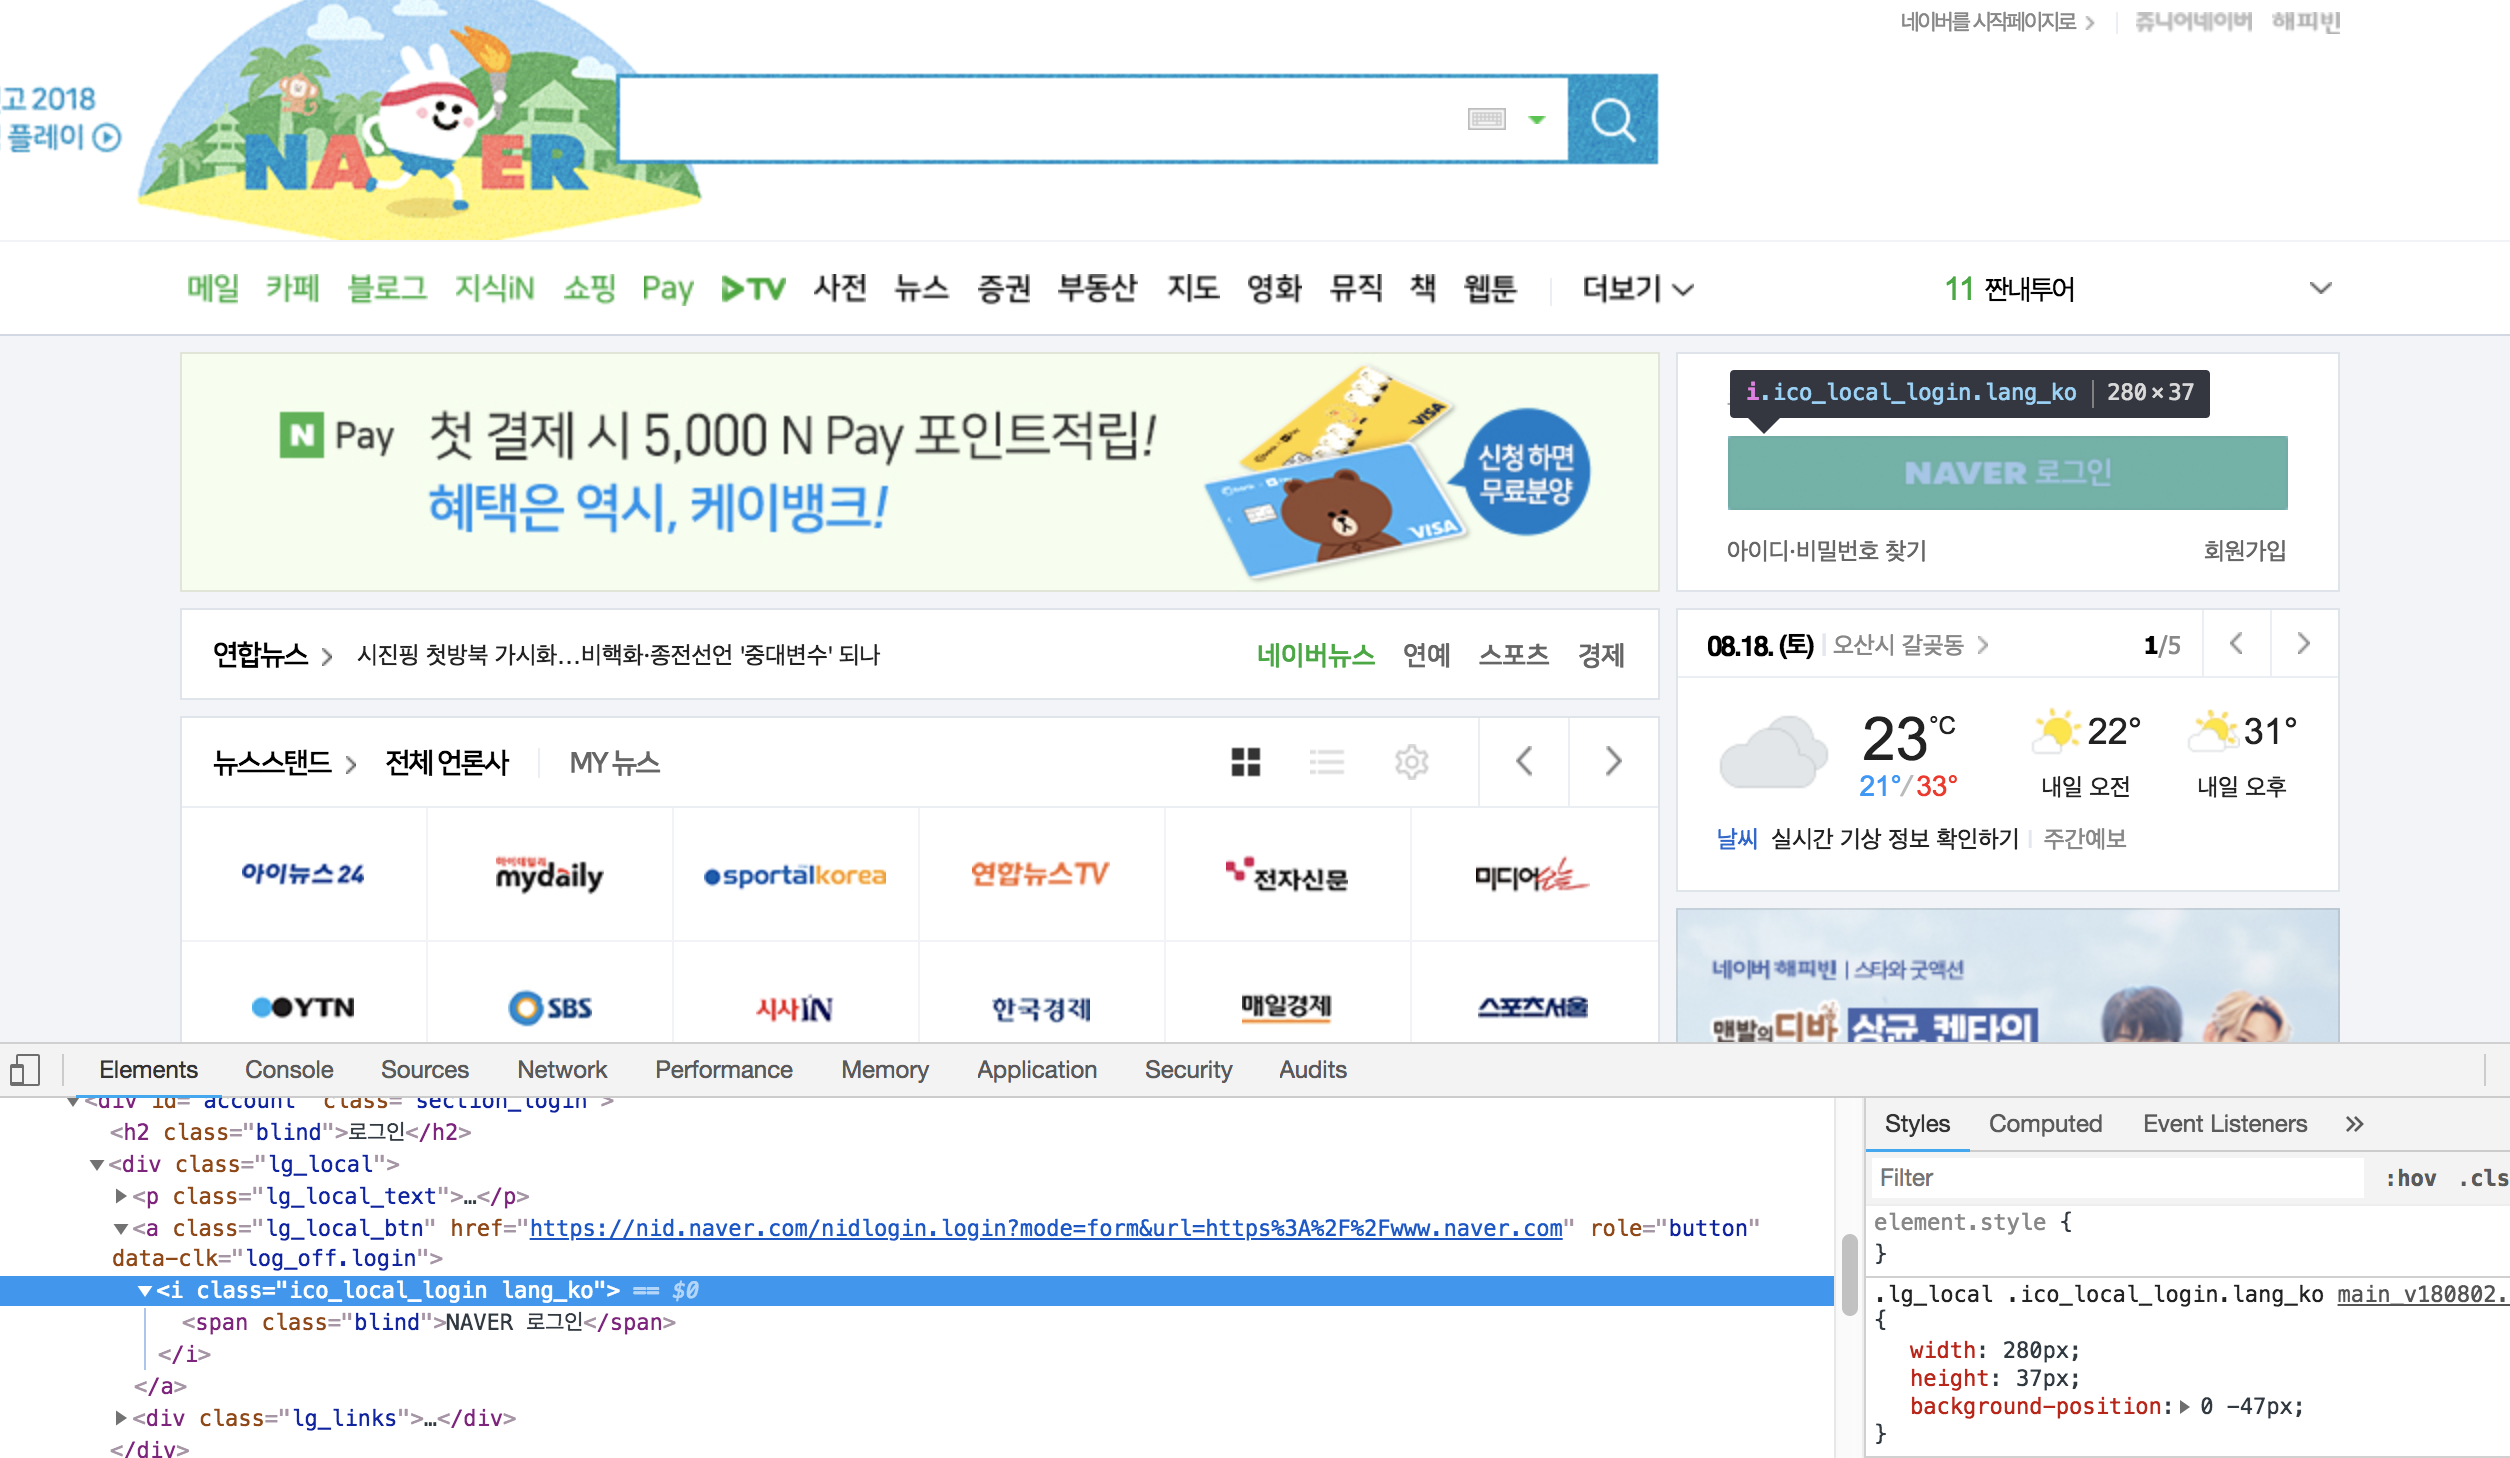 네이버를 시작페이지로
쥬니어네이버 해피빈
고 2018
플레이
NAVER
메일 카페 블로그 지식iN 쇼핑 Pay TV 사전 뉴스 증권 부동산 지도 영화 뮤직 책 웹툰 더보기
11 짠내투어
N Pay 첫 결제 시 5,000 N Pay 포인트적립!
혜택은 역시, 케이뱅크!
VISA
VISA
신청 하면
무료분양
i.ico_local_login.lang_ko 280×37
NAVER 로그인
아이디·비밀번호 찾기 회원가입
연합뉴스 시진핑 첫방북 가시화…비핵화·종전선언 '중대변수' 되나
네이버뉴스 연예 스포츠 경제
08.18. (토) 오산시 갈곶동 1/5
23°C 22° 31°
21°/33° 내일 오전 내일 오후
날씨 실시간 기상 정보 확인하기 주간예보
뉴스스탠드 전체 언론사 MY 뉴스
아이뉴스24 마이데일리 mydaily sportalkorea 연합뉴스TV 전자신문 미디어오늘
YTN SBS 시사IN 한국경제 매일경제 스포츠서울
네이버 해피빈 | 스타와 굿액션
맨발의 디바 상균, 켄타의
Elements Console Sources Network Performance Memory Application Security Audits
<div id="account" class="section_login">
<h2 class="blind">로그인</h2>
<div class="lg_local">
<p class="lg_local_text">…</p>
<a class="lg_local_btn" href="https://nid.naver.com/nidlogin.login?mode=form&url=https%3A%2F%2Fwww.naver.com" role="button"
data-clk="log_off.login">
<i class="ico_local_login lang_ko"> == $0
<span class="blind">NAVER 로그인</span>
</i>
</a>
<div class="lg_links">…</div>
</div>
Styles Computed Event Listeners »
Filter :hov .cls
element.style {
}
.lg_local .ico_local_login.lang_ko main_v180802.
{
width: 280px;
height: 37px;
background-position: 0 -47px;
}